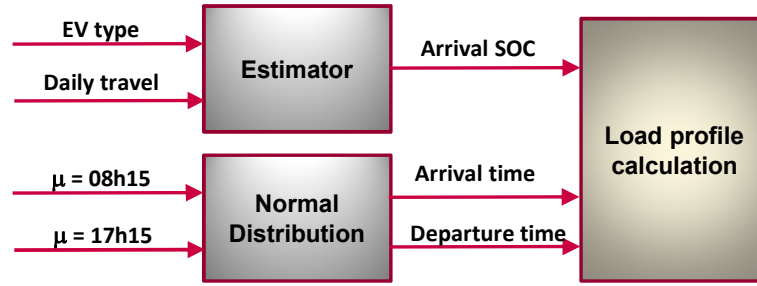 EV type
Daily travel
Estimator
Arrival SOC
μ = 08h15
μ = 17h15
Normal
Distribution
Arrival time
Departure time
Load profile
calculation